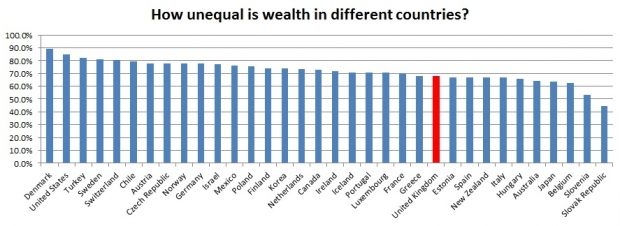 How unequal is wealth in different countries?
100.0%
90.0%
80.0%
70.0%
60.0%
50.0%
40.0%
30.0%
20.0%
10.0%
0.0%
Denmark
United States
Turkey
Sweden
Switzerland
Chile
Austria
Czech Republic
Norway
Germany
Israel
Mexico
Poland
Finland
Korea
Netherlands
Canada
Ireland
Iceland
Portugal
Luxembourg
France
Greece
United Kingdom
Estonia
Spain
New Zealand
Italy
Hungary
Australia
Japan
Belgium
Slovenia
Slovak Republic